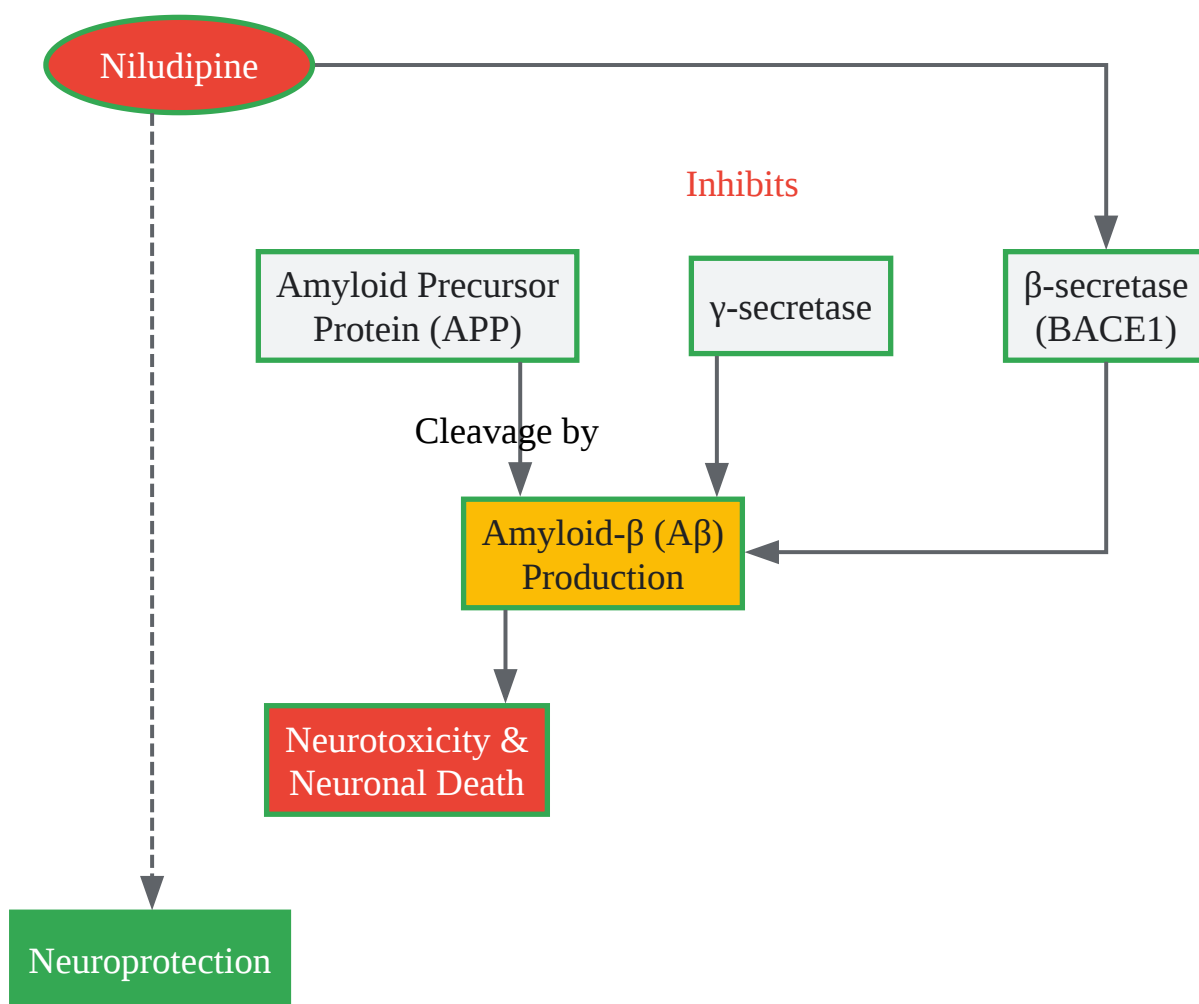 Niludipine
Inhibits
Amyloid Precursor
Protein (APP)
γ-secretase
β-secretase
(BACE1)
Cleavage by
Amyloid-β (Aβ)
Production
Neurotoxicity &
Neuronal Death
Neuroprotection